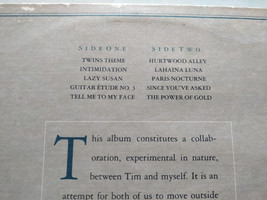 SIDE ONE
TWINS THEME
INTIMIDATION
LAZY SUSAN
GUITAR ÉTUDE NO. 3
TELL ME TO MY FACE
SIDE TWO
HURTWOOD ALLEY
LAHAINA LUNA
PARIS NOCTURNE
SINCE YOU'VE ASKED
THE POWER OF GOLD
This album constitutes a collab-
oration, experimental in nature,
between Tim and myself. It is an
attempt for both of us to move outside